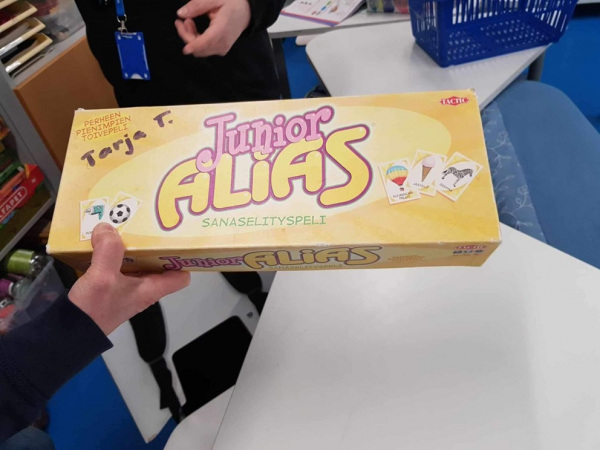 PERHEEN
PIENIMPIEN
TOIVEPELI
Tarja T.
Junior
ALIAS
SANASELITYSPELI
TACTIC
Junior ALIAS